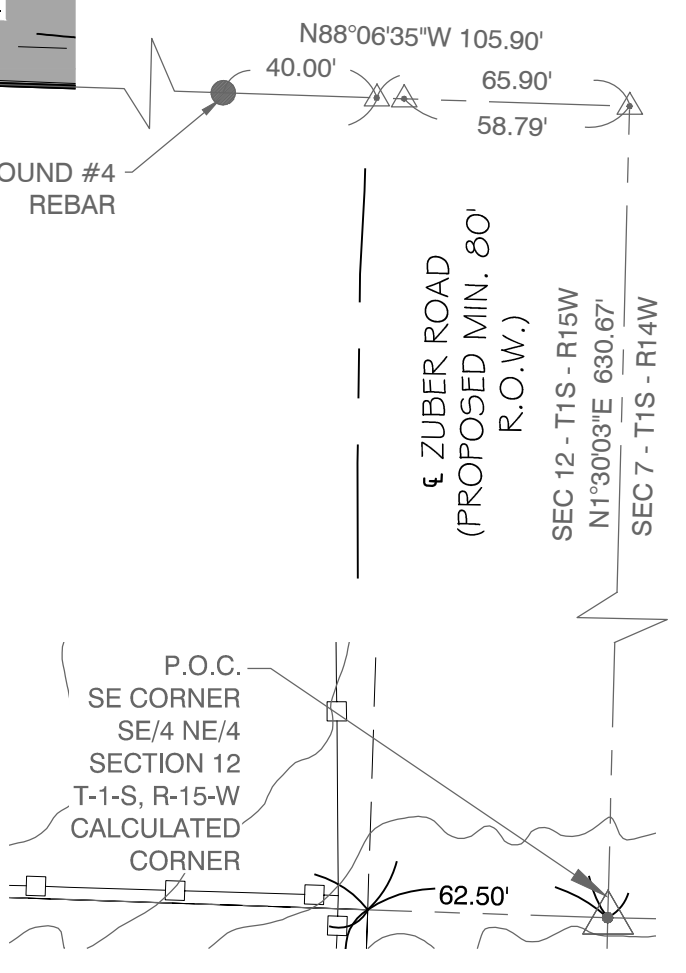 N88°06'35"W 105.90'
40.00'
65.90'
58.79'
OUND #4
REBAR
℄ ZUBER ROAD
(PROPOSED MIN. 80'
R.O.W.)
SEC 12 - T1S - R15W
N1°30'03"E 630.67'
SEC 7 - T1S - R14W
P.O.C.
SE CORNER
SE/4 NE/4
SECTION 12
T-1-S, R-15-W
CALCULATED
CORNER
62.50'